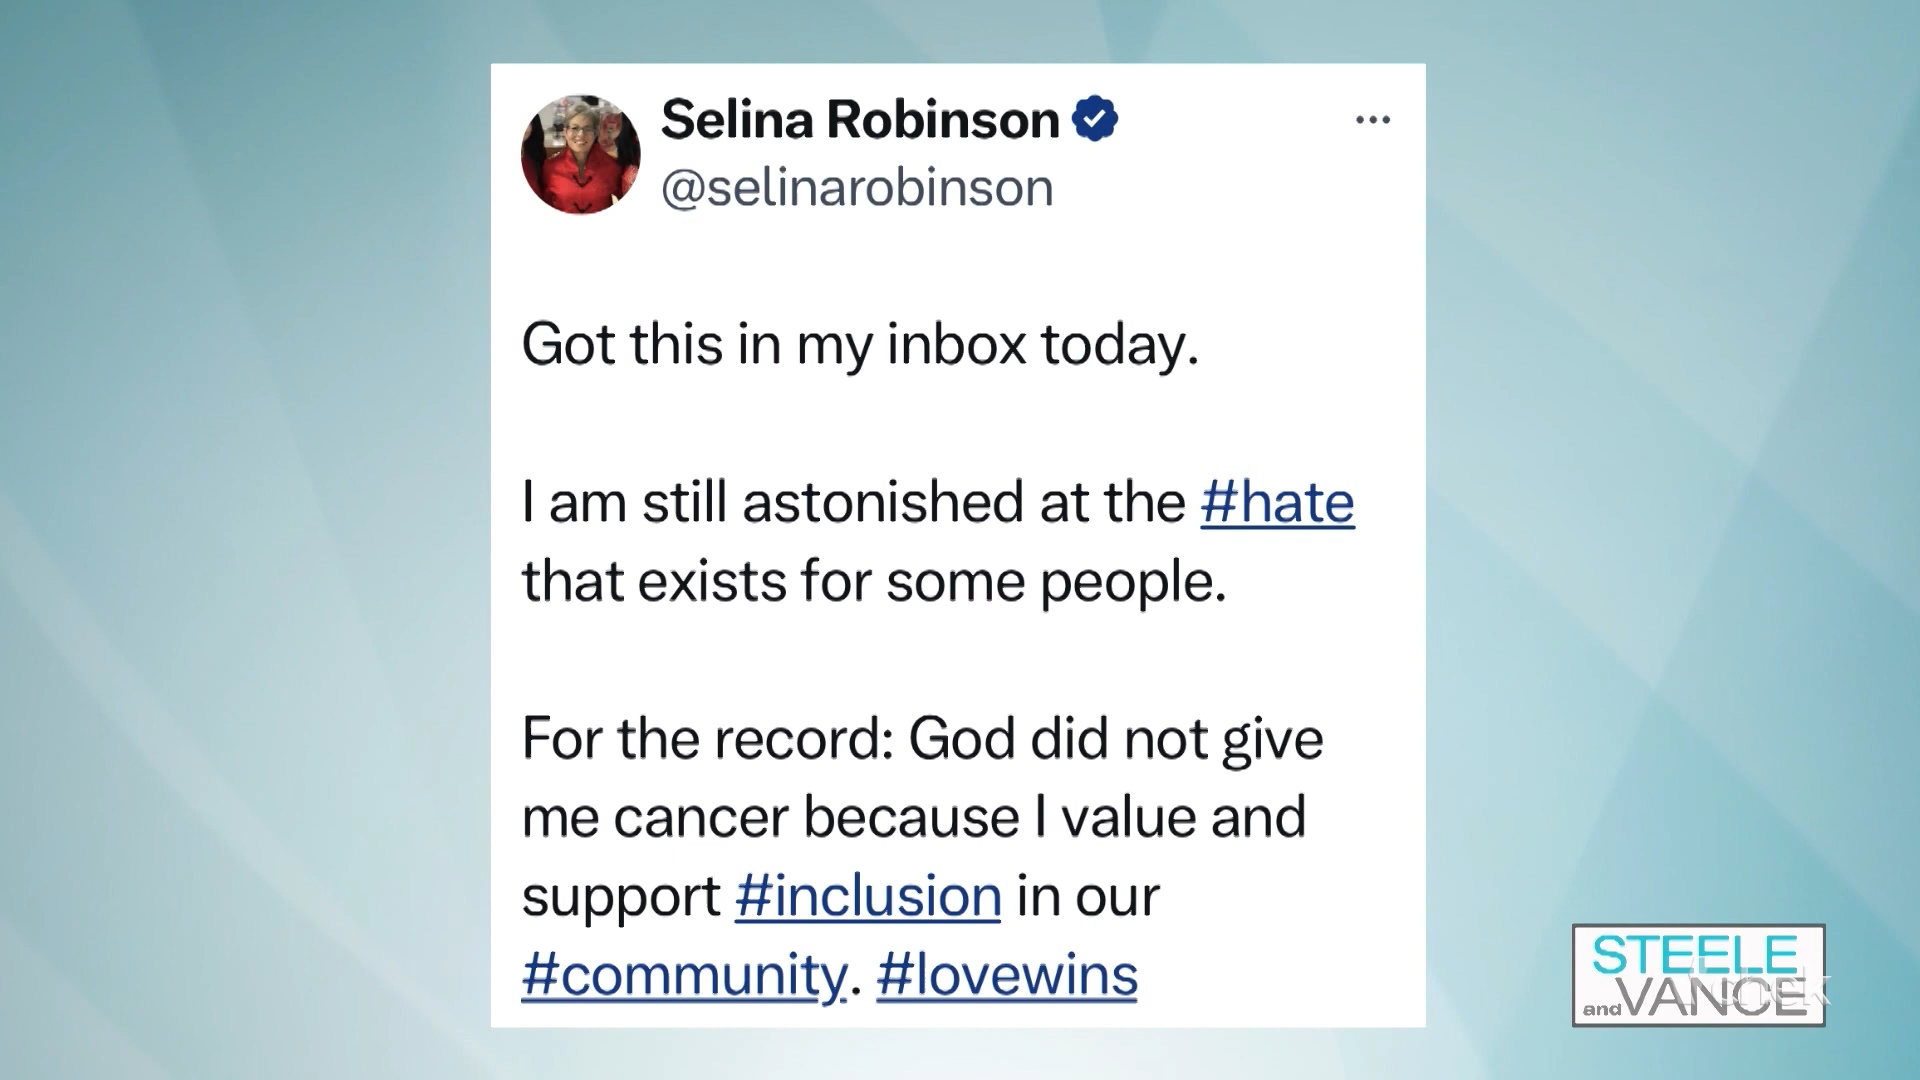 Selina Robinson
@selinarobinson
Got this in my inbox today.
I am still astonished at the #hate
that exists for some people.
For the record: God did not give
me cancer because I value and
support #inclusion in our
#community. #lovewins
STEELE
and VANCE
chek